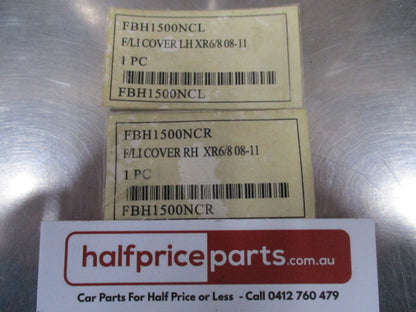 FBH1500NCL
F/LI COVER LH XR6/8 08-11
1 PC
FBH1500NCL
FBH1500NCR
F/LI COVER RH XR6/8 08-11
1 PC
FBH1500NCR
halfpriceparts.com.au
Car Parts For Half Price or Less - Call 0412 760 479